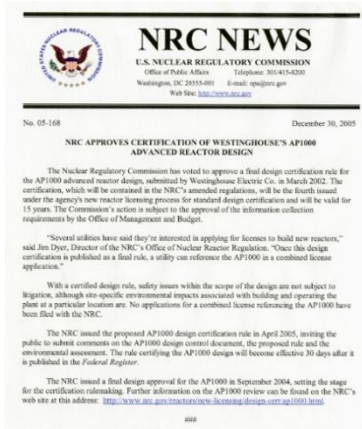 UNITED STATES NUCLEAR REGULATORY COMMISSION
NRC NEWS
U.S. NUCLEAR REGULATORY COMMISSION
Office of Public Affairs Telephone: 301/415-8200
Washington, DC 20555-001 E-mail: opa@nrc.gov
Web Site: http://www.nrc.gov
No. 05-168 December 30, 2005
NRC APPROVES CERTIFICATION OF WESTINGHOUSE'S AP1000
ADVANCED REACTOR DESIGN
The Nuclear Regulatory Commission has voted to approve a final design certification rule for
the AP1000 advanced reactor design, submitted by Westinghouse Electric Co. in March 2002. The
certification, which will be contained in the NRC's amended regulations, will be the fourth issued
under the agency's new reactor licensing process for standard design certification and will be valid for
15 years. The Commission's action is subject to the approval of the information collection
requirements by the Office of Management and Budget.
"Several utilities have said they're interested in applying for licenses to build new reactors,"
said Jim Dyer, Director of the NRC's Office of Nuclear Reactor Regulation. "Once this design
certification is published as a final rule, a utility can reference the AP1000 in a combined license
application."
With a certified design rule, safety issues within the scope of the design are not subject to
litigation, although site-specific environmental impacts associated with building and operating the
plant at a particular location are. No applications for a combined license referencing the AP1000 have
been filed with the NRC.
The NRC issued the proposed AP1000 design certification rule in April 2005, inviting the
public to submit comments on the AP1000 design control document, the proposed rule and the
environmental assessment. The rule certifying the AP1000 design will become effective 30 days after it
is published in the Federal Register.
The NRC issued a final design approval for the AP1000 in September 2004, setting the stage
for the certification rulemaking. Further information on the AP1000 review can be found on the NRC's
web site at this address: http://www.nrc.gov/reactors/new-licensing/design-cert/ap1000.html.
###